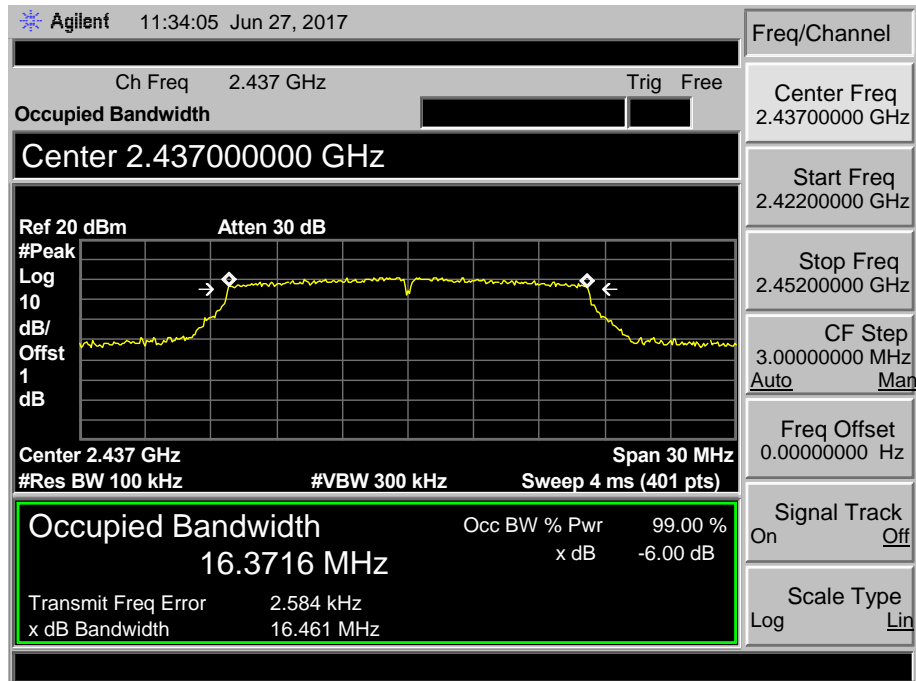 Agilent 11:34:05 Jun 27, 2017
Freq/Channel
Ch Freq 2.437 GHz Trig Free
Occupied Bandwidth
Center 2.437000000 GHz
Ref 20 dBm Atten 30 dB
#Peak
Log
10
dB/
Offst
1
dB
Center 2.437 GHz Span 30 MHz
#Res BW 100 kHz #VBW 300 kHz Sweep 4 ms (401 pts)
Occupied Bandwidth Occ BW % Pwr 99.00 %
16.3716 MHz x dB -6.00 dB
Transmit Freq Error 2.584 kHz
x dB Bandwidth 16.461 MHz
Center Freq
2.43700000 GHz
Start Freq
2.42200000 GHz
Stop Freq
2.45200000 GHz
CF Step
3.00000000 MHz
Auto Man
Freq Offset
0.00000000 Hz
Signal Track
On Off
Scale Type
Log Lin